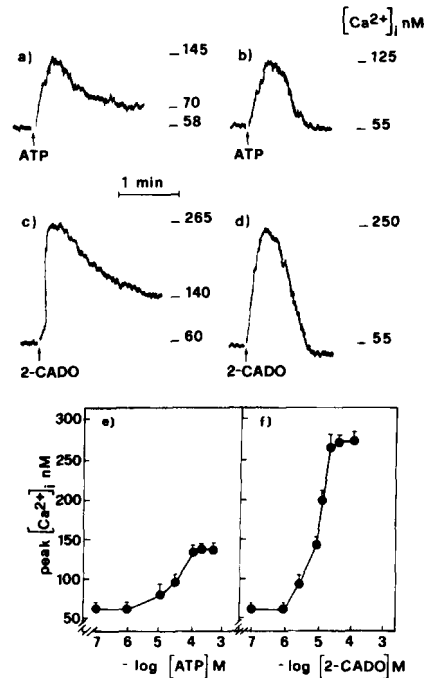 [Ca2+]i nM
a)
145
70
58
ATP
b)
125
55
ATP
1 min
c)
265
140
60
2-CADO
d)
250
55
2-CADO
peak [Ca2+]i nM
300
250
200
150
100
50
e)
f)
7 6 5 4 3 7 6 5 4 3
- log [ATP] M
-log [2-CADO] M